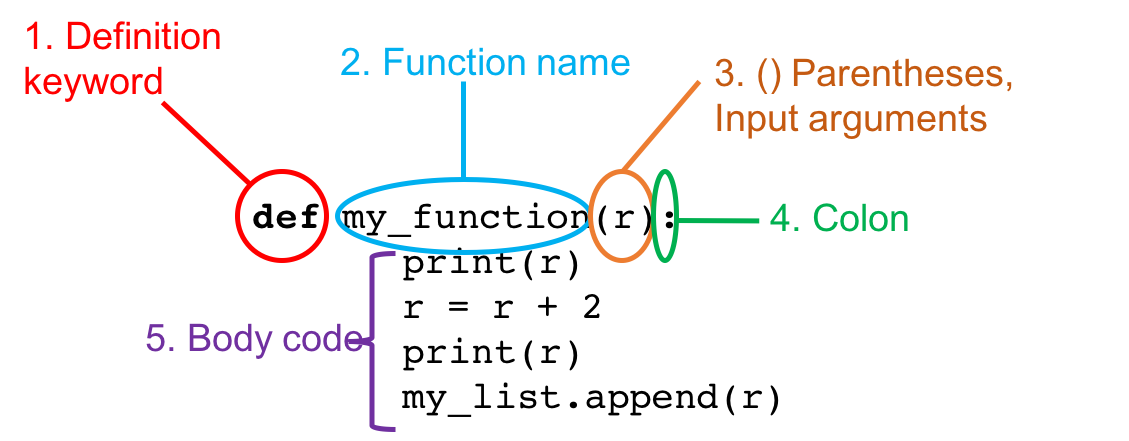 1. Definition
keyword
2. Function name
3. () Parentheses,
Input arguments
def my_function(r):
4. Colon
print(r)
r = r + 2
5. Body code
print(r)
my_list.append(r)